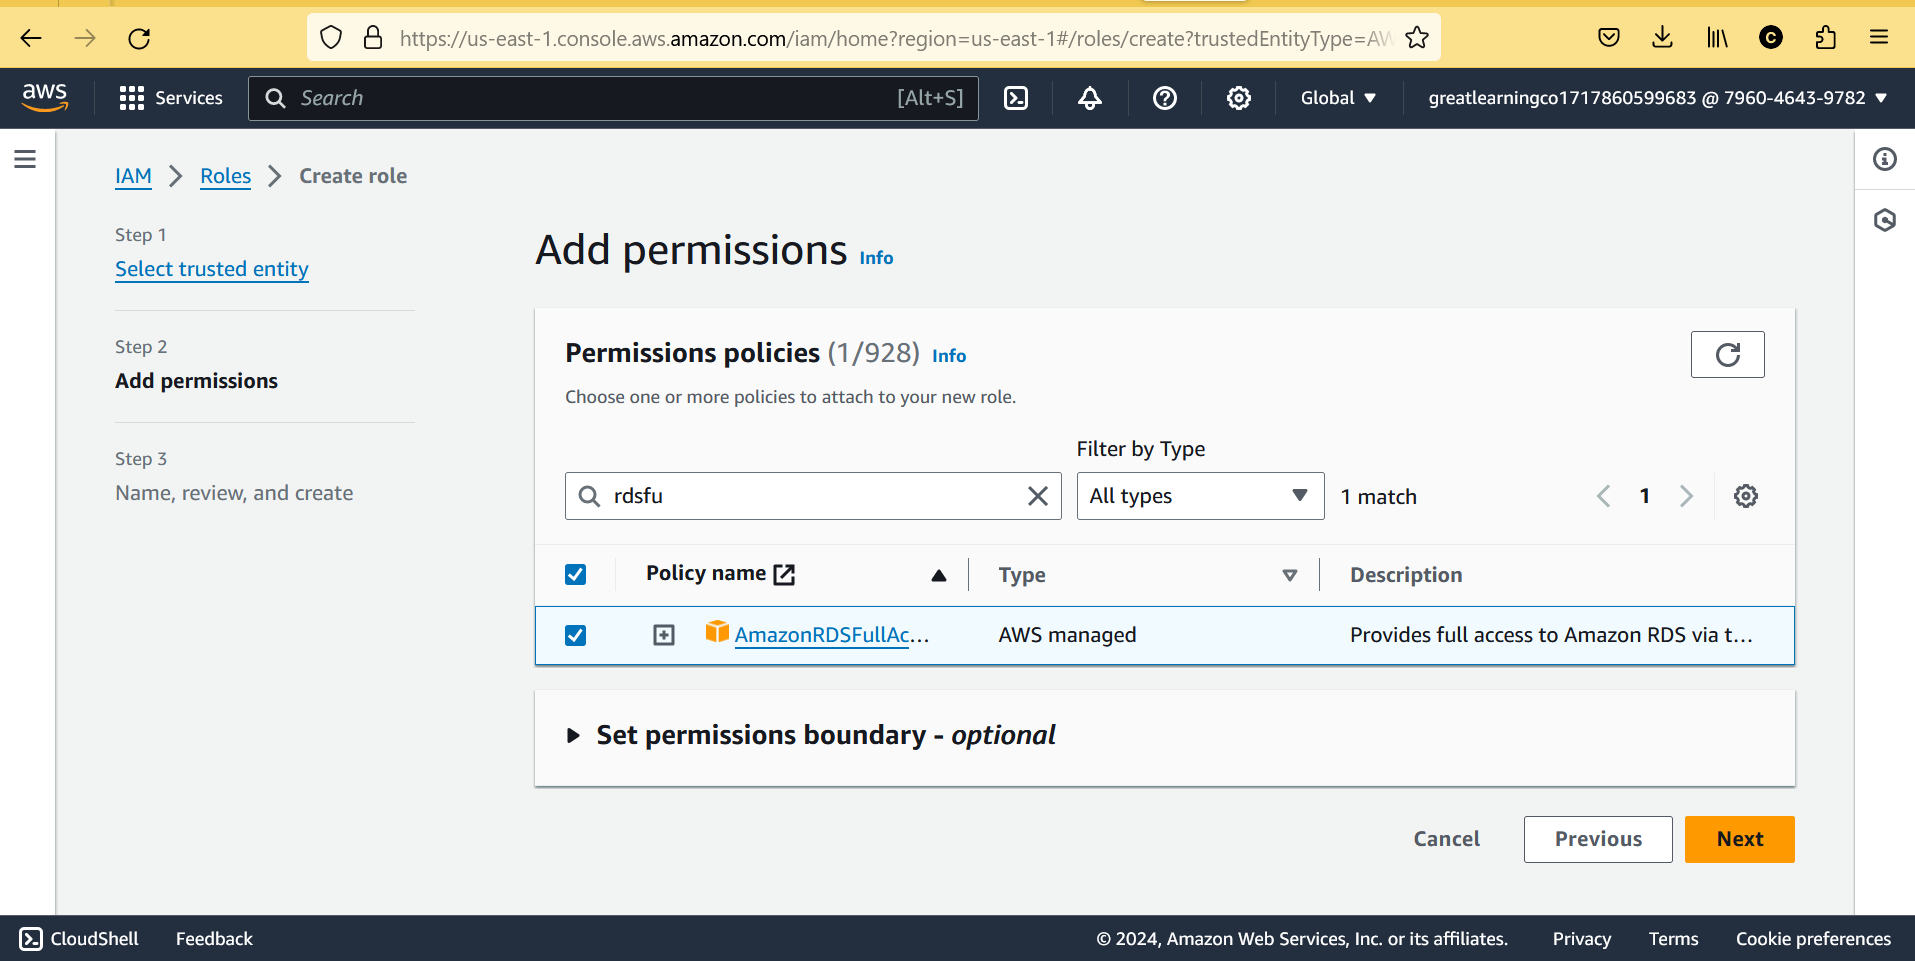 https://us-east-1.console.aws.amazon.com/iam/home?region=us-east-1#/roles/create?trustedEntityType=AW
aws
Services
Search
[Alt+S]
Global
greatlearningco1717860599683 @ 7960-4643-9782
IAM
Roles
Create role
Step 1
Select trusted entity
Step 2
Add permissions
Step 3
Name, review, and create
Add permissions Info
Permissions policies (1/928) Info
Choose one or more policies to attach to your new role.
Filter by Type
rdsfu
All types
1 match
1
Policy name
Type
Description
AmazonRDSFullAc...
AWS managed
Provides full access to Amazon RDS via t...
Set permissions boundary - optional
Cancel
Previous
Next
CloudShell
Feedback
© 2024, Amazon Web Services, Inc. or its affiliates.
Privacy
Terms
Cookie preferences